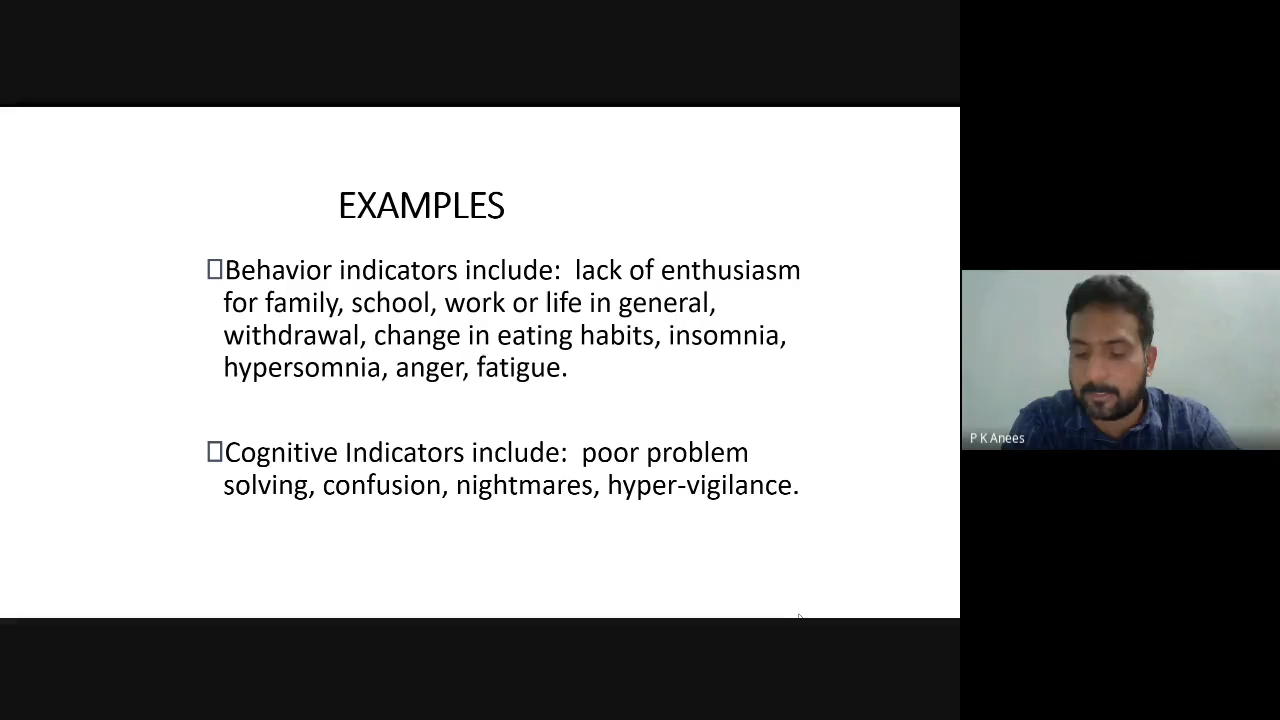 EXAMPLES
Behavior indicators include:  lack of enthusiasm
for family, school, work or life in general,
withdrawal, change in eating habits, insomnia,
hypersomnia, anger, fatigue.
Cognitive Indicators include:  poor problem
solving, confusion, nightmares, hyper-vigilance.
P K Anees